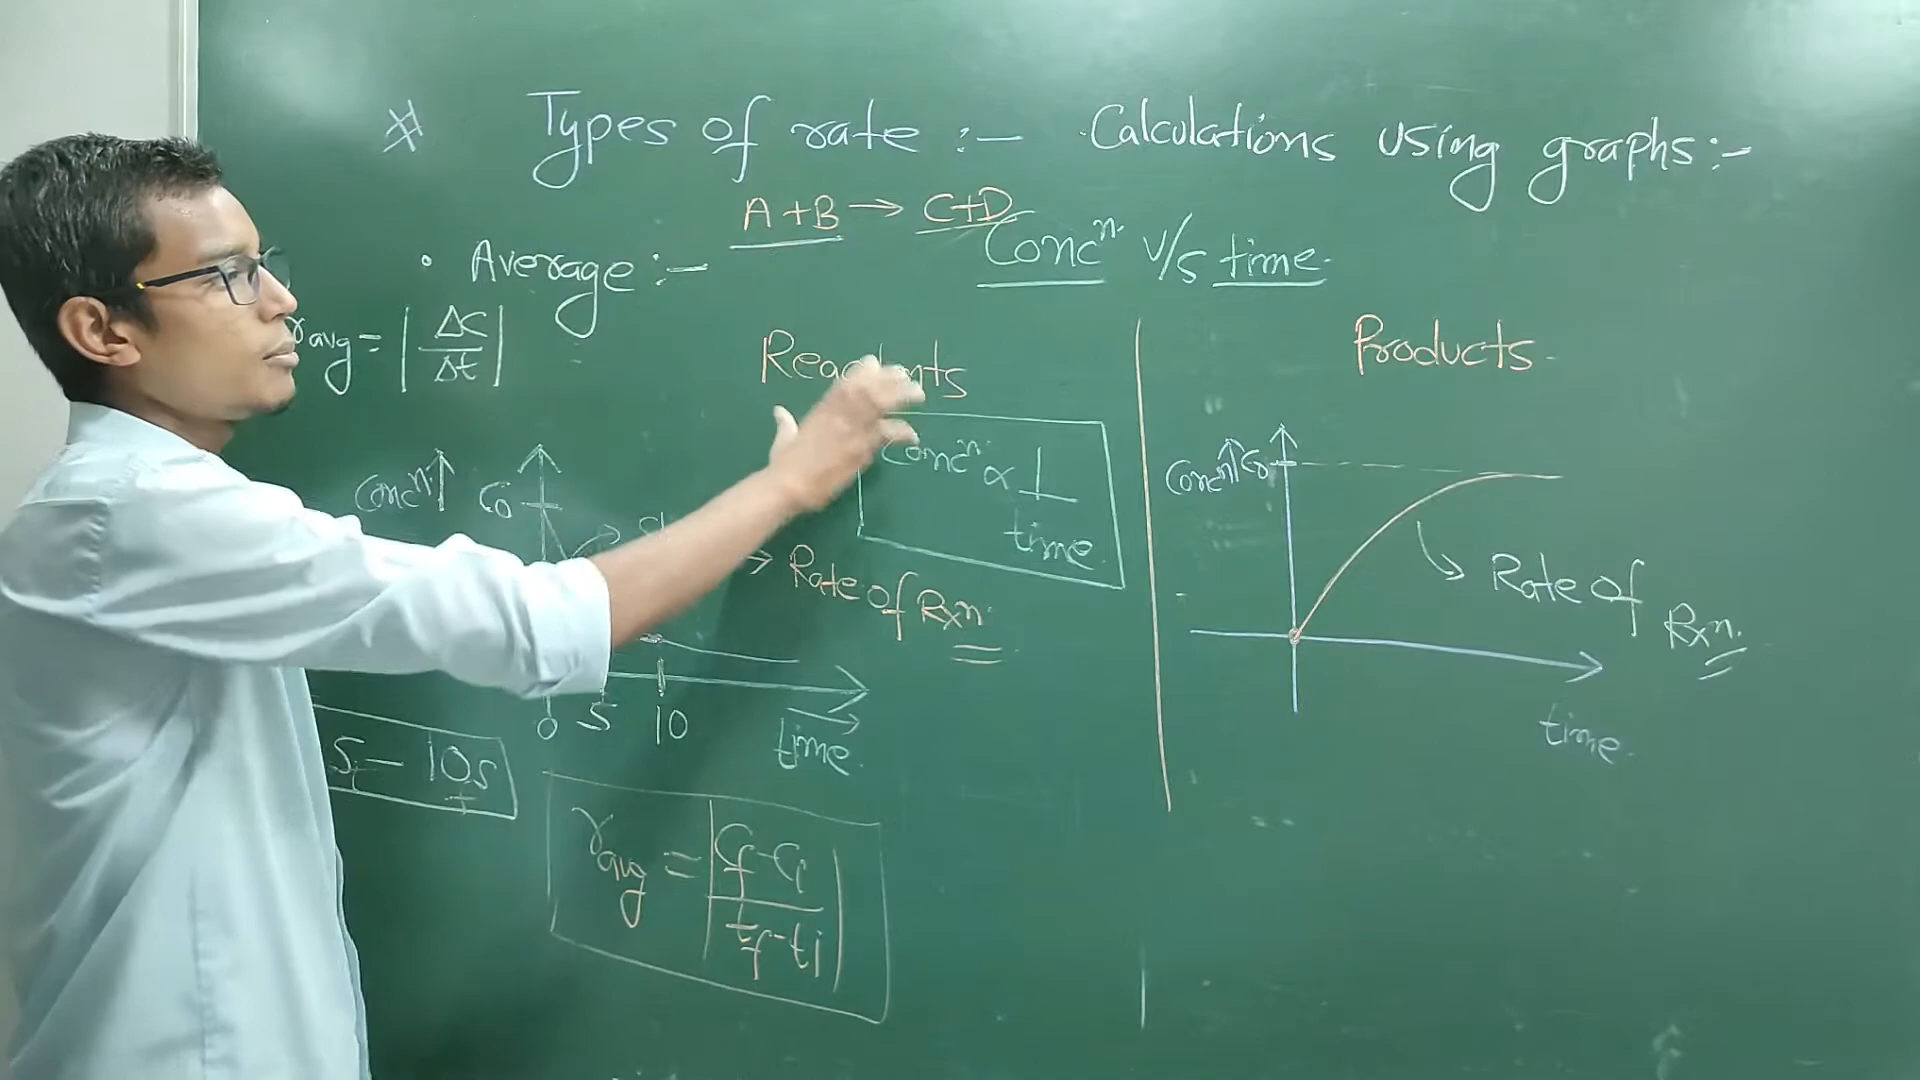 * Types of rate :- Calculations using graphs:-
A + B → C+D
• Average :-
Concⁿ v/s time.
ravg = |Δc/Δt|
Reactants
Products
Concⁿ ∝ 1/time
Concⁿ↑ C₀
Concⁿ↑ C₀
→ Rate of Rxn.
Rate of Rxn.
0 5 10
time
time.
5 – 10s
ravg = |Cf-Ci/tf-ti|